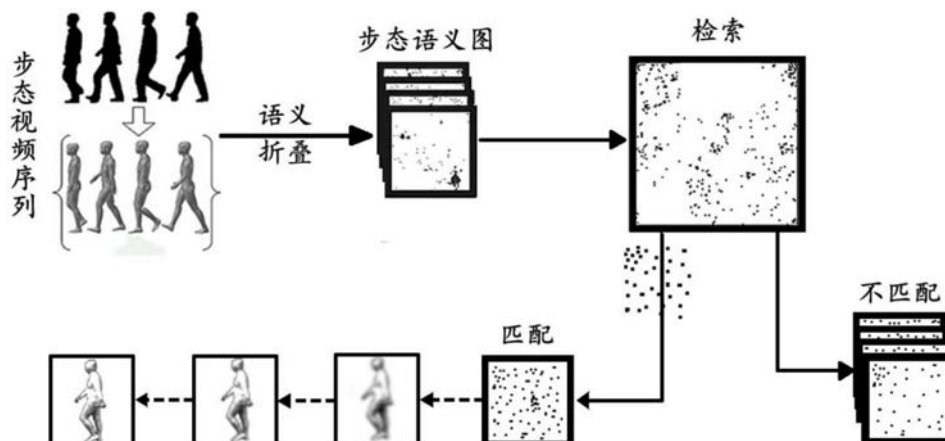 步态视频序列
语义
折叠
步态语义图
检索
匹配
不匹配